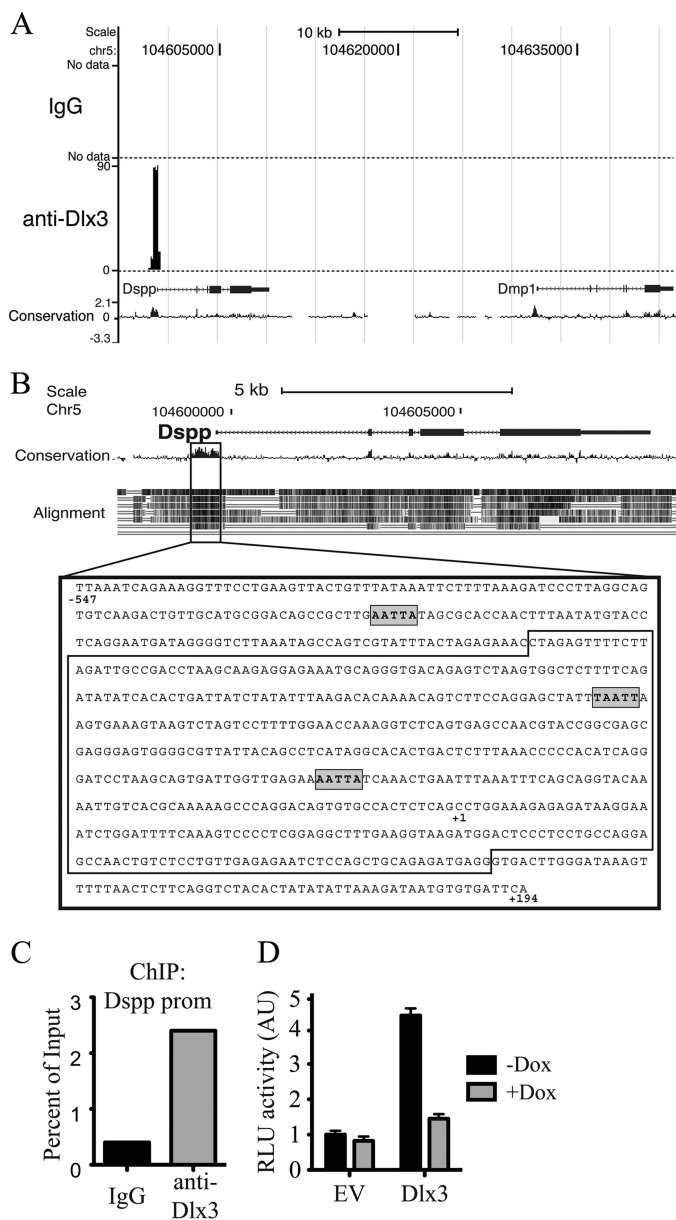 A
Scale
10 kb
chr5:
104605000
104620000
104635000
No data
IgG
No data
90
anti-Dlx3
0
Dspp
Dmp1
2.1
Conservation 0
-3.3
B
Scale
5 kb
Chr5
104600000
104605000
Dspp
Conservation
Alignment
TTAAATCAGAAAGGTTTCCTGAAGTTACTGTTTATAAATTCTTTTAAAGATCCCTTAGGCAG
-547
TGTCAAGACTGTTGCATGCGGACAGCCGCTTGAATTATAGCGCACCAACTTTAATATGTACC
TCAGGAATGATAGGGGTCTTAAATAGCCAGTCGTATTTACTAGAGAAACCTAGAGTTTTCTT
AGATTGCCGACCTAAGCAAGAGGAGAAATGCAGGGTGACAGAGTCTAAGTGGCTCTTTTCAG
ATATATCACACTGATTATCTATATTTAAGACACAAAACAGTCTTCCAGGAGCTATTTAATTA
AGTGAAAGTAAGTCTAGTCCTTTTGGAACCAAAGGTCTCAGTGAGCCAACGTACCGGCGAGC
GAGGGAGTGGGGCGTTATTACAGCCTCATAGGCACACTGACTCTTTAAACCCCCACATCAGG
GATCCTAAGCAGTGATTGGTTGAGAAAATTATCAAACTGAATTTAAATTTCAGCAGGTACAA
AATTGTCACGCAAAAAGCCCAGGACAGTGTGCCACTCTCAGCCTGGAAAGAGAGATAAGGAA
+1
ATCTGGATTTTCAAAGTCCCCTCGGAGGCTTTGAAGGTAAGATGGACTCCCTCCTGCCAGGA
GCCAACTGTCTCCTGTTGAGAGAATCTCCAGCTGCAGAGATGAGGGTGACTTGGGATAAAGT
TTTTAACTCTTCAGGTCTACACTATATATTAAAGATAATGTGTGATTCA
+194
C
ChIP:
Dspp prom
Percent of Input
3
2
1
0
IgG
anti-
Dlx3
D
RLU activity (AU)
5
4
3
2
1
0
EV
Dlx3
-Dox
+Dox